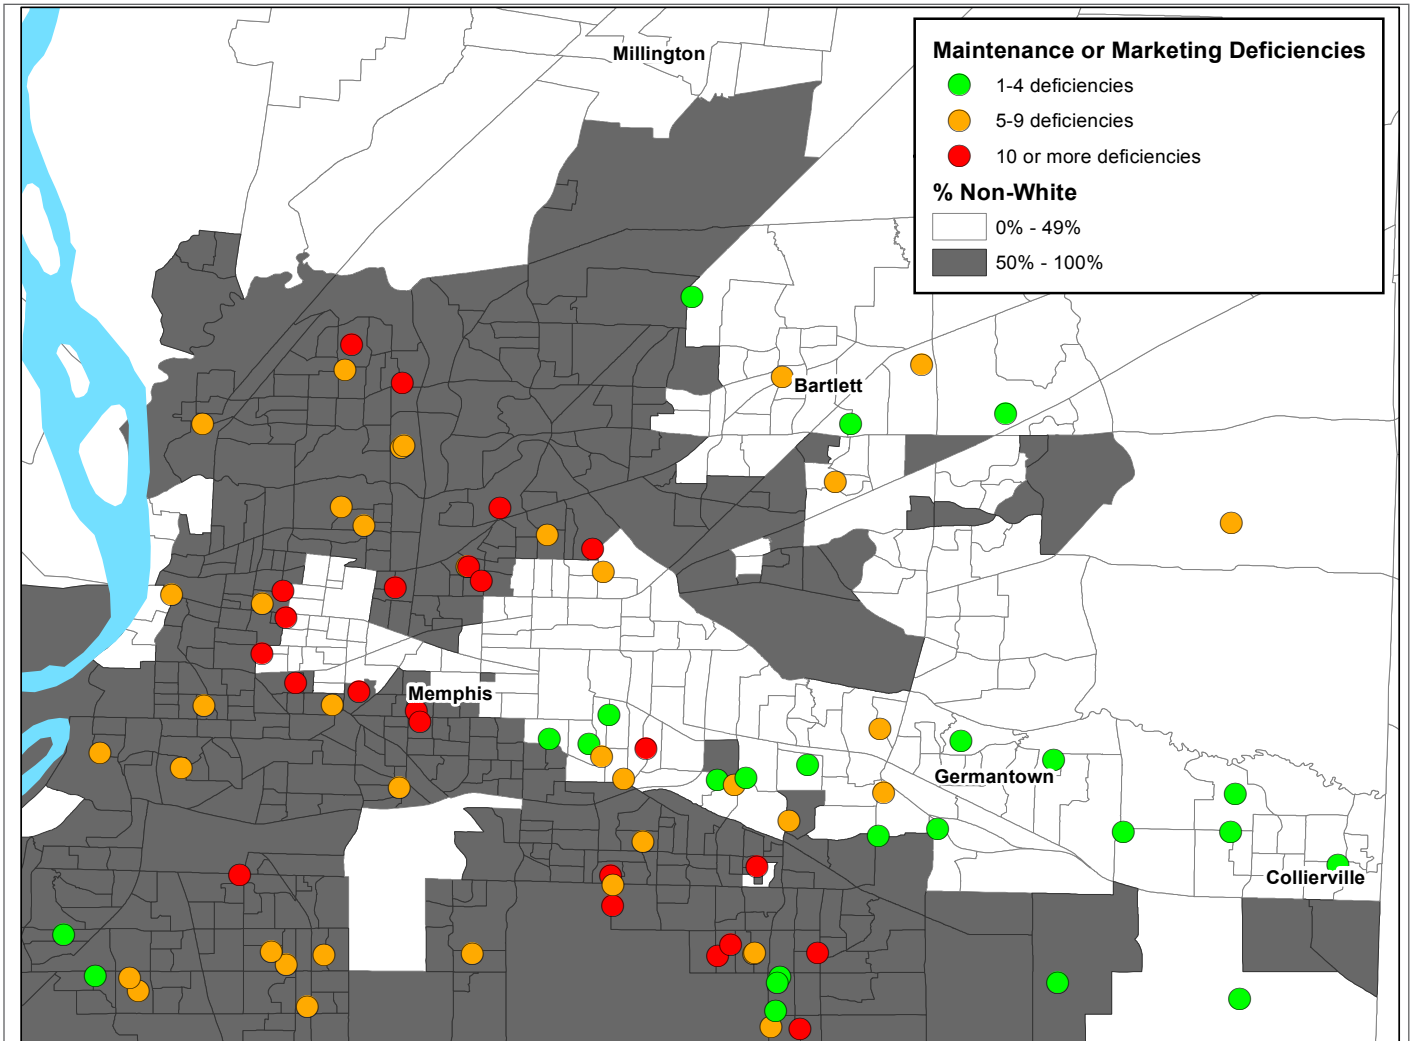 Millington
Maintenance or Marketing Deficiencies
1-4 deficiencies
5-9 deficiencies
10 or more deficiencies
% Non-White
0% - 49%
50% - 100%
Bartlett
Memphis
Germantown
Collierville